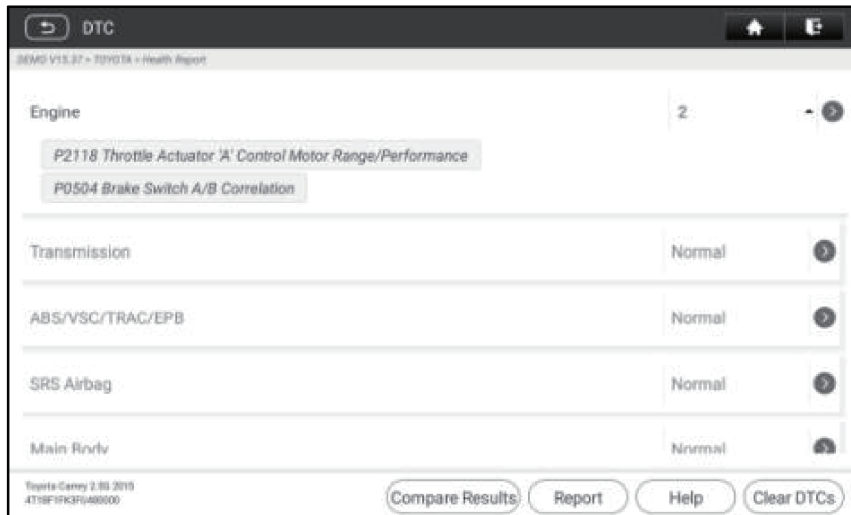 DTC
DEMO V15.37 > TOYOTA > Health Report
Engine 2
P2118 Throttle Actuator 'A' Control Motor Range/Performance
P0504 Brake Switch A/B Correlation
Transmission Normal
ABS/VSC/TRAC/EPB Normal
SRS Airbag Normal
Main Body Normal
Toyota Camry 2015
Compare Results Report Help Clear DTCs